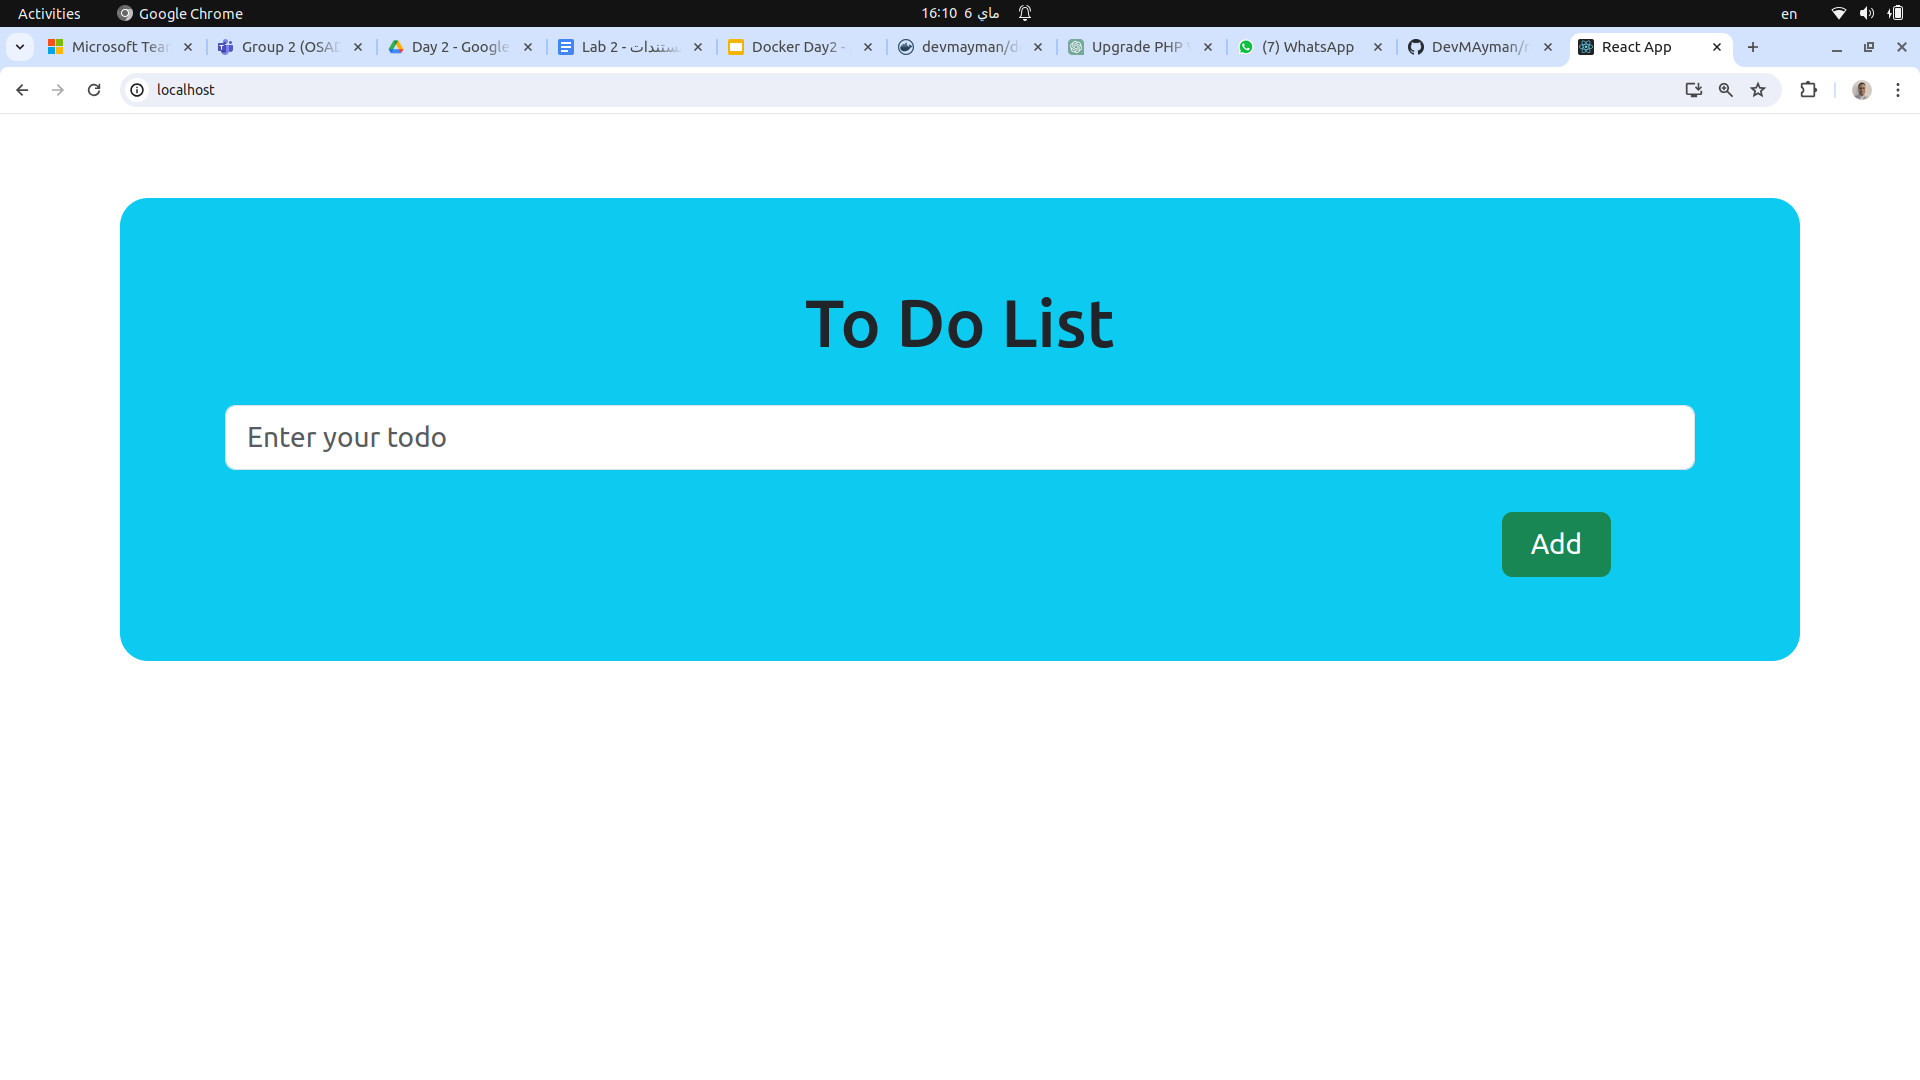 Activities
Google Chrome
16:10 6 ماي
en
Microsoft Tear
Group 2 (OSAD
Day 2 - Google
Lab 2 - مستندات
Docker Day2 -
devmayman/d
Upgrade PHP
(7) WhatsApp
DevMAyman/r
React App
localhost
To Do List
Enter your todo
Add